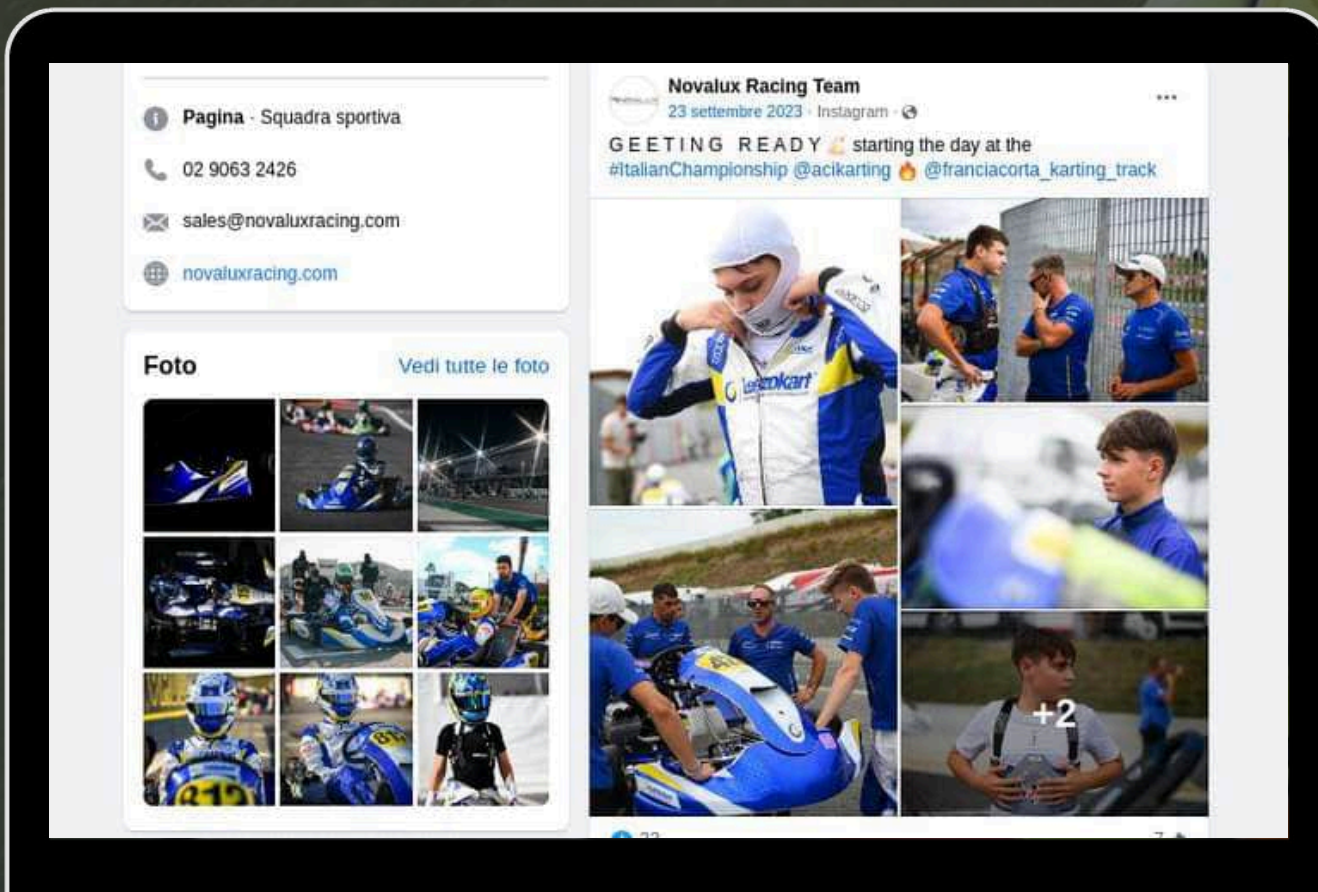 Pagina · Squadra sportiva
02 9063 2426
sales@novaluxracing.com
novaluxracing.com
Foto
Vedi tutte le foto
812
Novalux Racing Team
23 settembre 2023 · Instagram ·
GEETING READY 💪🏻 starting the day at the
#ItalianChampionship @acikarting 🔥 @franciacorta_karting_track
+2